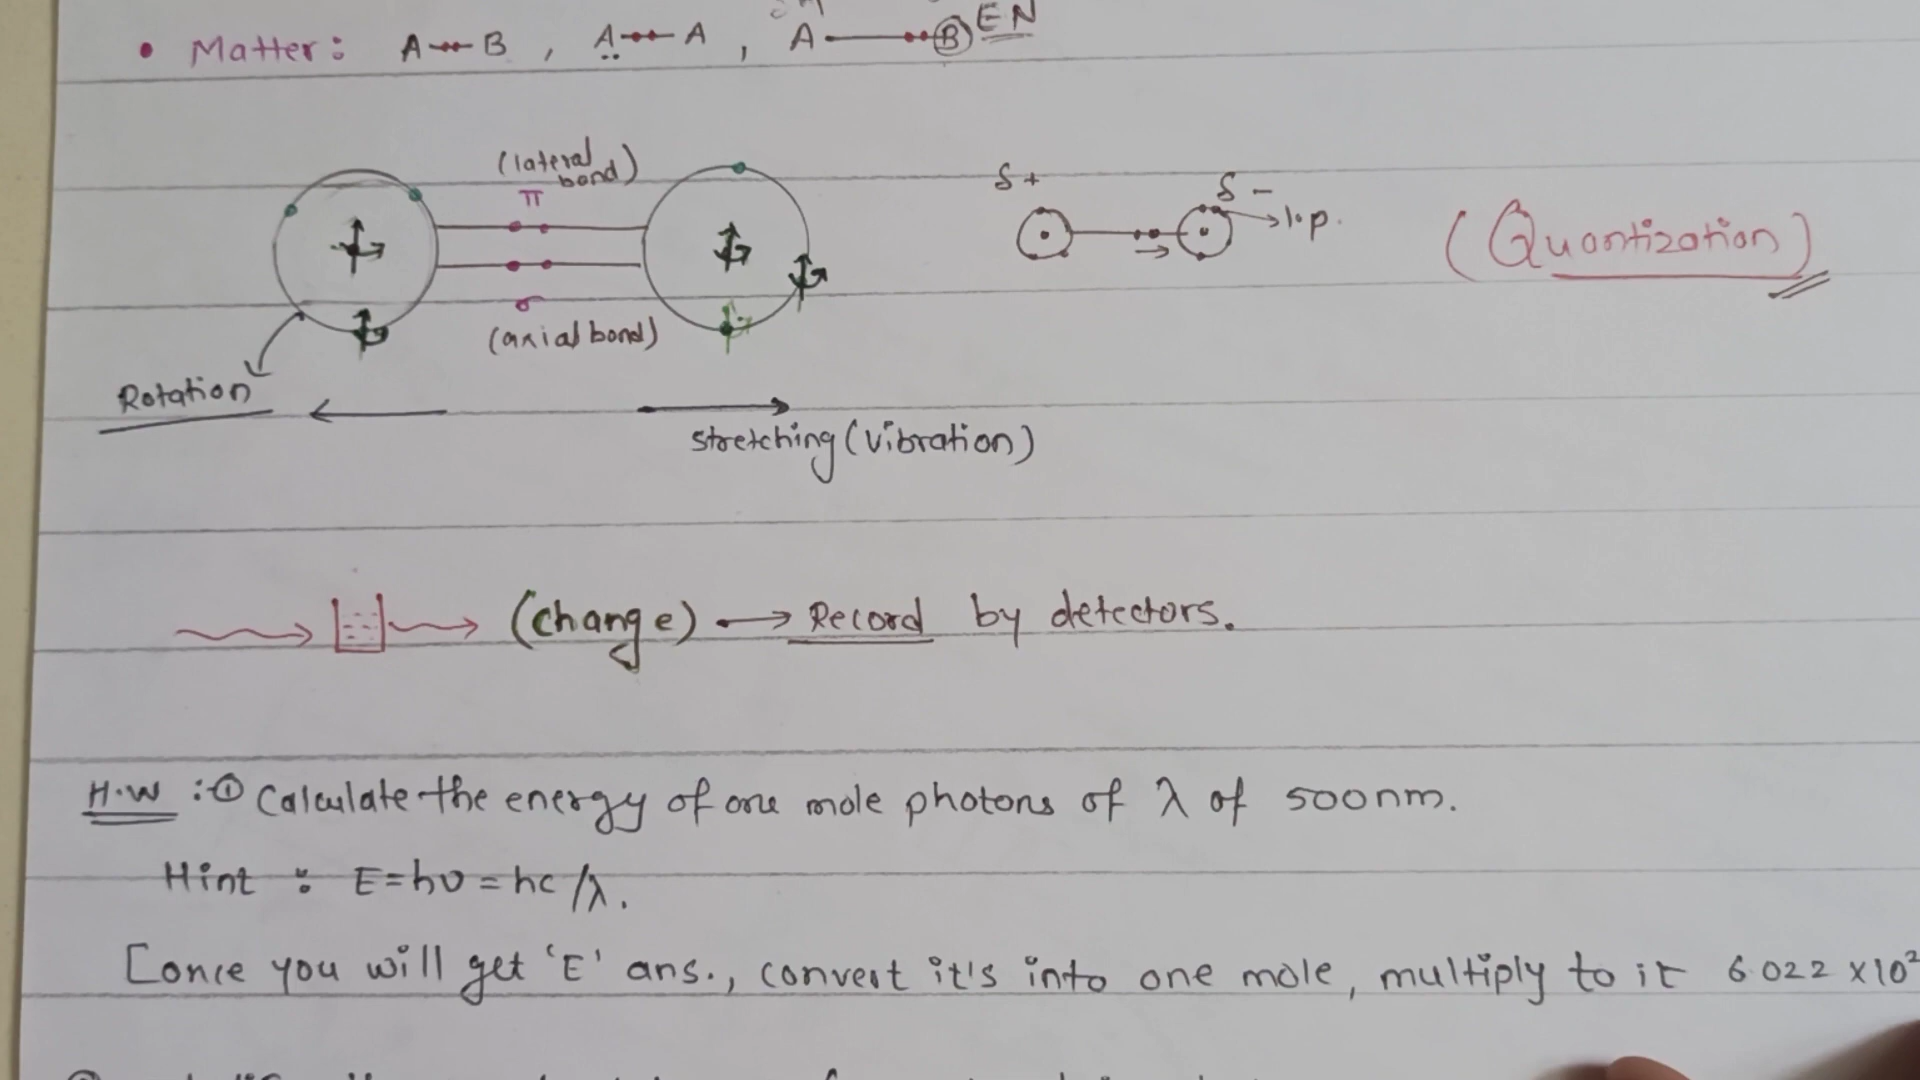 • Matter: A B , A A , A B EN
(lateral bond)
π
δ+ δ- l.p.
(Quantization)
σ
(axial bond)
Rotation
stretching (Vibration)
(change) → Record by detectors.
H.W :① Calculate the energy of one mole photons of λ of 500nm.
Hint : E=hυ=hc/λ.
[once you will get 'E' ans., convert it's into one mole, multiply to it 6.022 ×10²